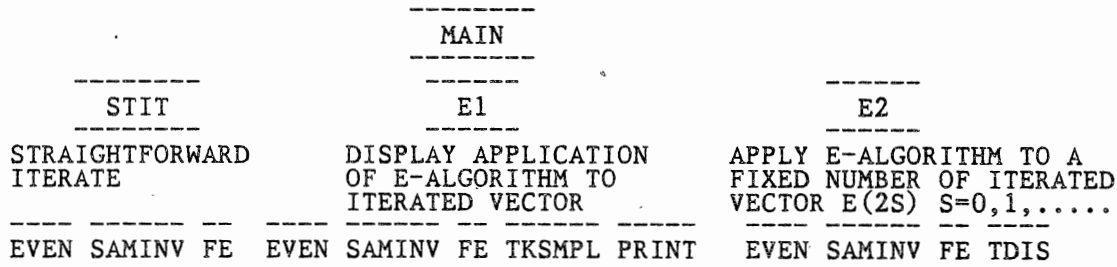 MAIN
STIT E1 E2
STRAIGHTFORWARD DISPLAY APPLICATION APPLY E-ALGORITHM TO A
ITERATE OF E-ALGORITHM TO FIXED NUMBER OF ITERATED
ITERATED VECTOR VECTOR E(2S) S=0,1,.....
EVEN SAMINV FE EVEN SAMINV FE TKSMPL PRINT EVEN SAMINV FE TDIS